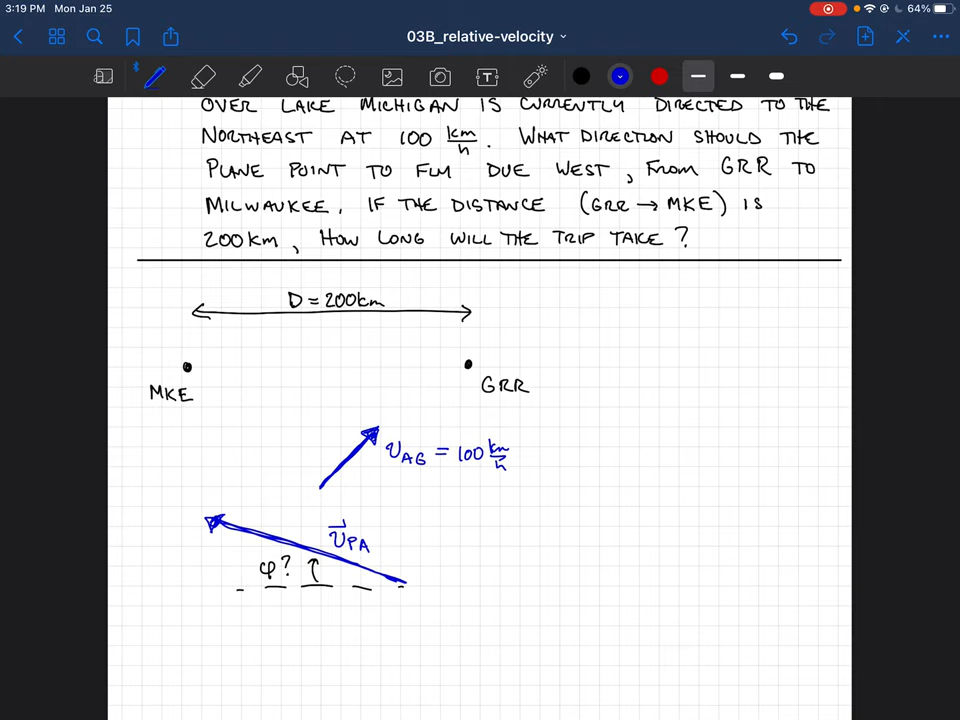 3:19 PM Mon Jan 25
64%
03B_relative-velocity
T
OVER LAKE MICHIGAN IS CURRENTLY DIRECTED TO THE
NORTHEAST AT 100 km/h. WHAT DIRECTION SHOULD THE
PLANE POINT TO FLY DUE WEST, FROM GRR TO
MILWAUKEE. IF THE DISTANCE (GRR → MKE) IS
200km, HOW LONG WILL THE TRIP TAKE?
D = 200km
MKE
GRR
v_AG = 100 km/h
v⃗_PA
φ?